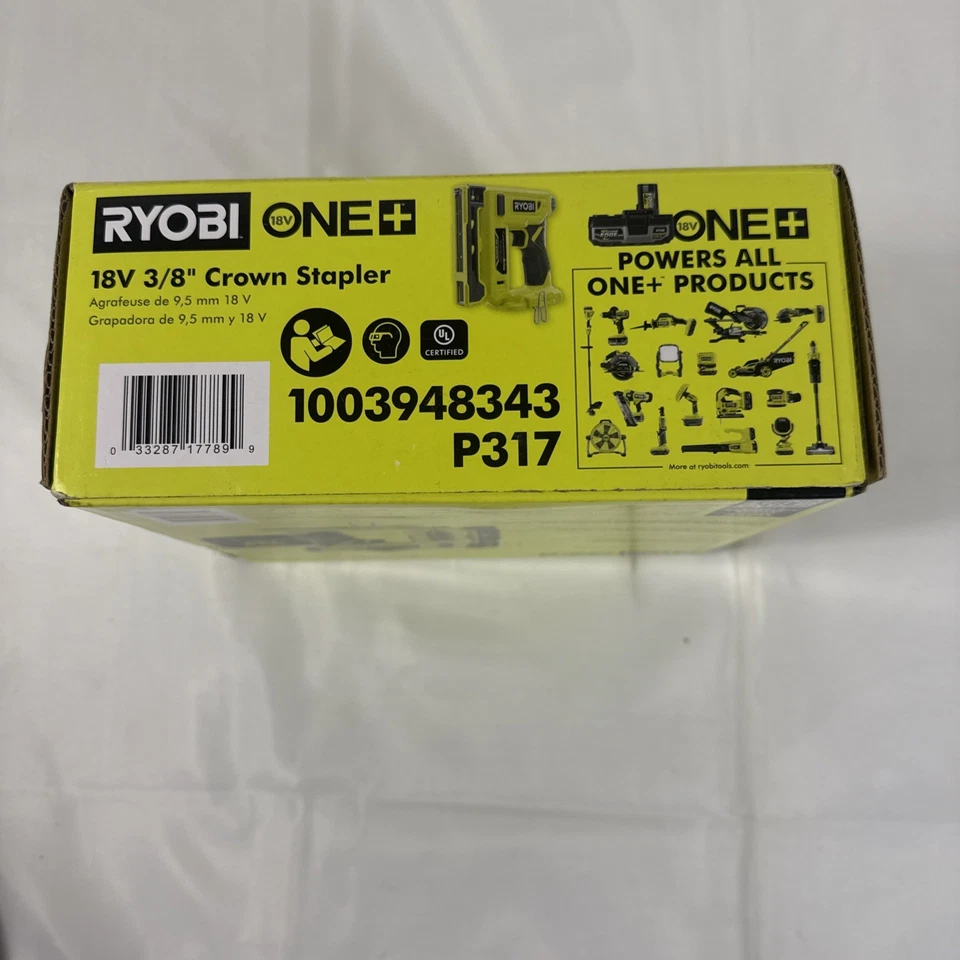 RYOBI 18V ONE+
18V 3/8" Crown Stapler
Agrafeuse de 9,5 mm 18 V
Grapadora de 9,5 mm y 18 V
UL
CERTIFIED
1003948343
P317
0 33287 17789 9
RYOBI
18V ONE+
POWERS ALL
ONE+ PRODUCTS
RYOBI
More at ryobitools.com